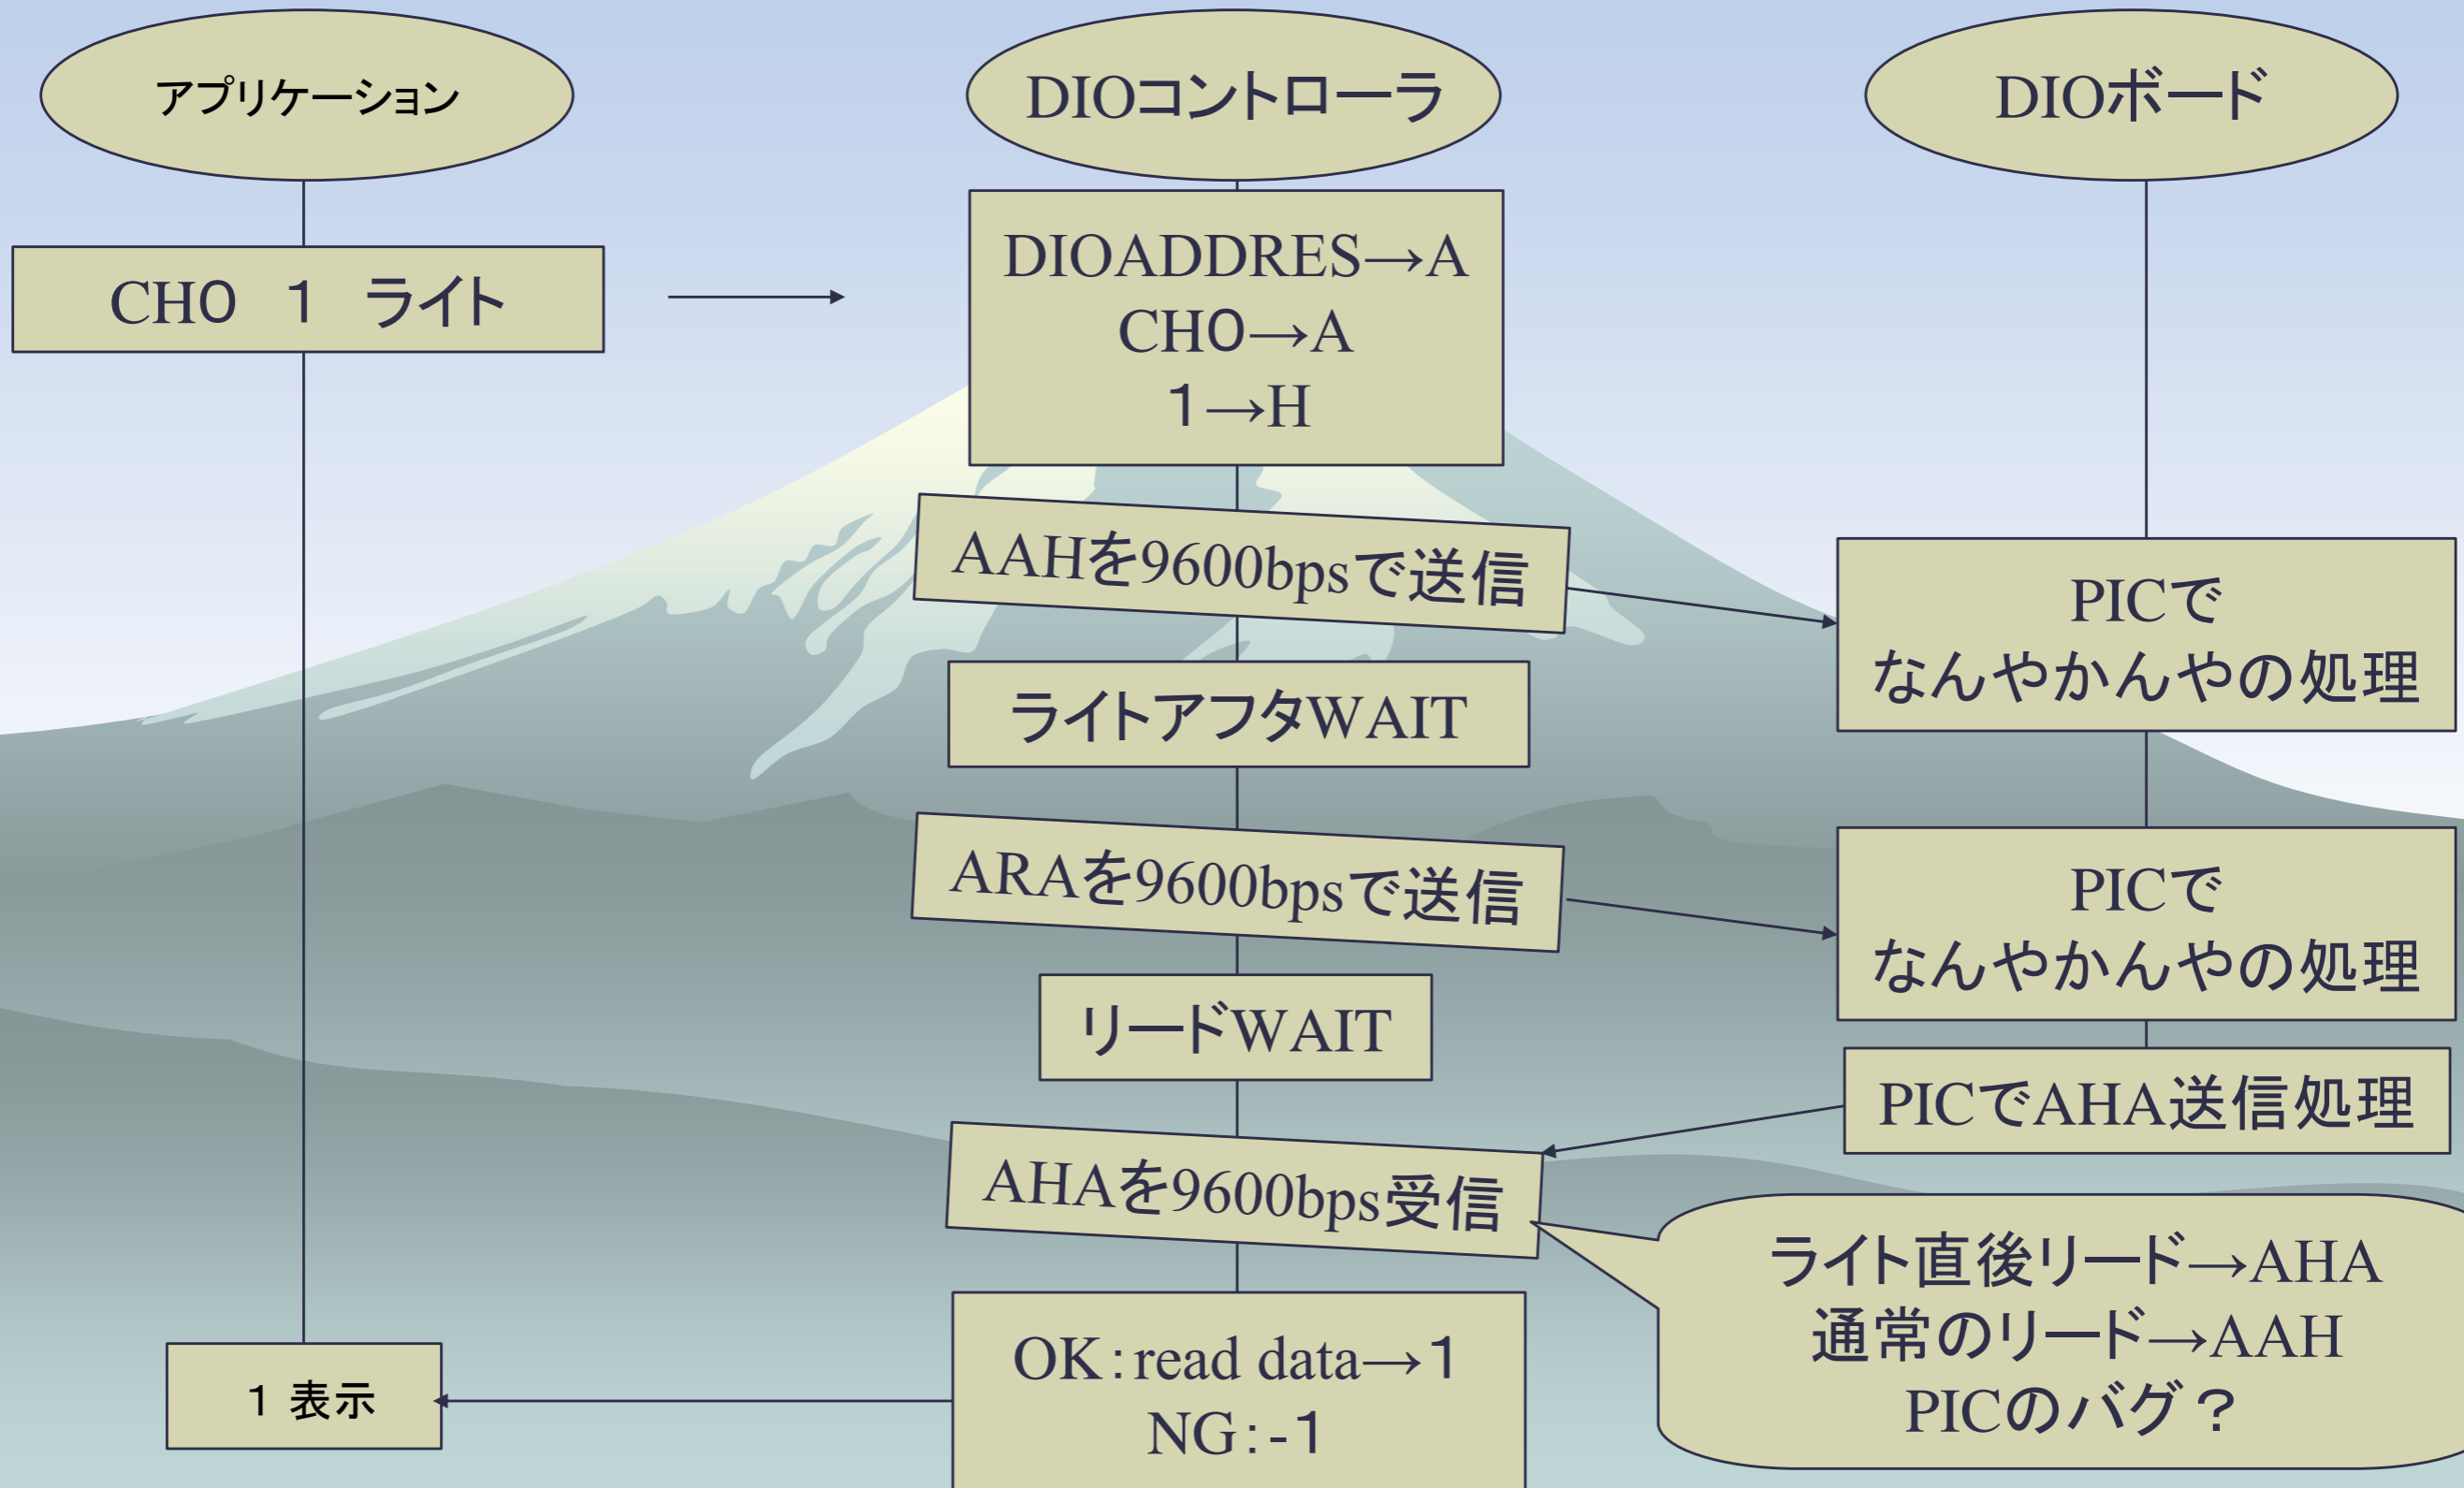 アプリケーション
DIOコントローラ
DIOボード
CH0　1　ライト
DIOADDRES→A
CH0→A
1→H
AAHを9600bpsで送信
PICで
なんやかんやの処理
ライトアフタWAIT
ARAを9600bpsで送信
PICで
なんやかんやの処理
リードWAIT
PICでAHA送信処理
AHAを9600bps受信
ライト直後リード→AHA
通常のリード→AAH
PICのバグ？
OK：read data→1
NG：-1
1 表示